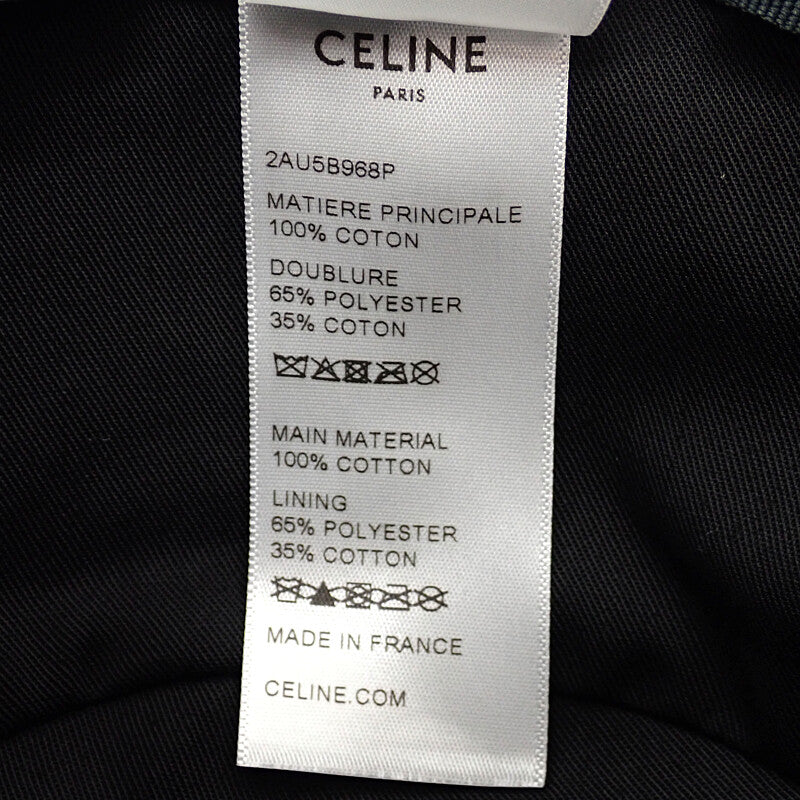 CELINE
PARIS
2AU5B968P
MATIERE PRINCIPALE
100% COTON
DOUBLURE
65% POLYESTER
35% COTON
MAIN MATERIAL
100% COTTON
LINING
65% POLYESTER
35% COTTON
MADE IN FRANCE
CELINE.COM